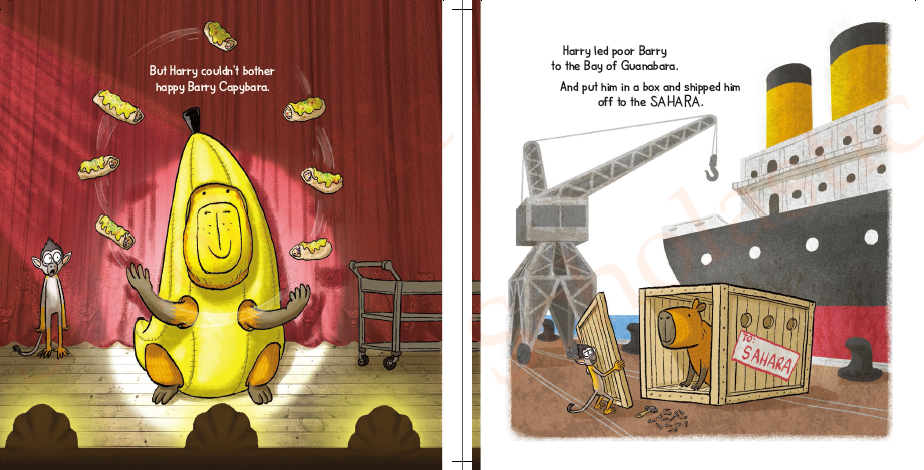 But Harry couldn't bother
happy Barry Capybara.
Harry led poor Barry
to the Bay of Guanabara.
And put him in a box and shipped him
off to the SAHARA.
TO:
SAHARA
scholastic